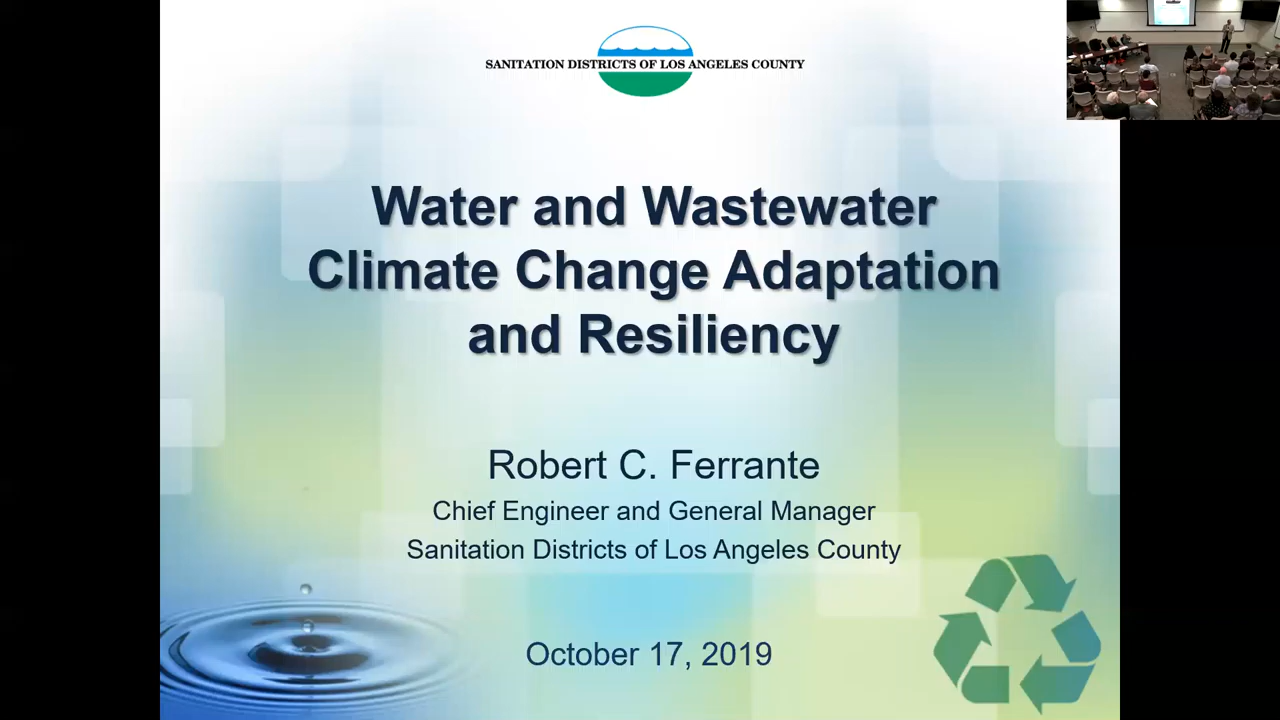 SANITATION DISTRICTS OF LOS ANGELES COUNTY
Water and Wastewater
Climate Change Adaptation
and Resiliency
Robert C. Ferrante
Chief Engineer and General Manager
Sanitation Districts of Los Angeles County
October 17, 2019